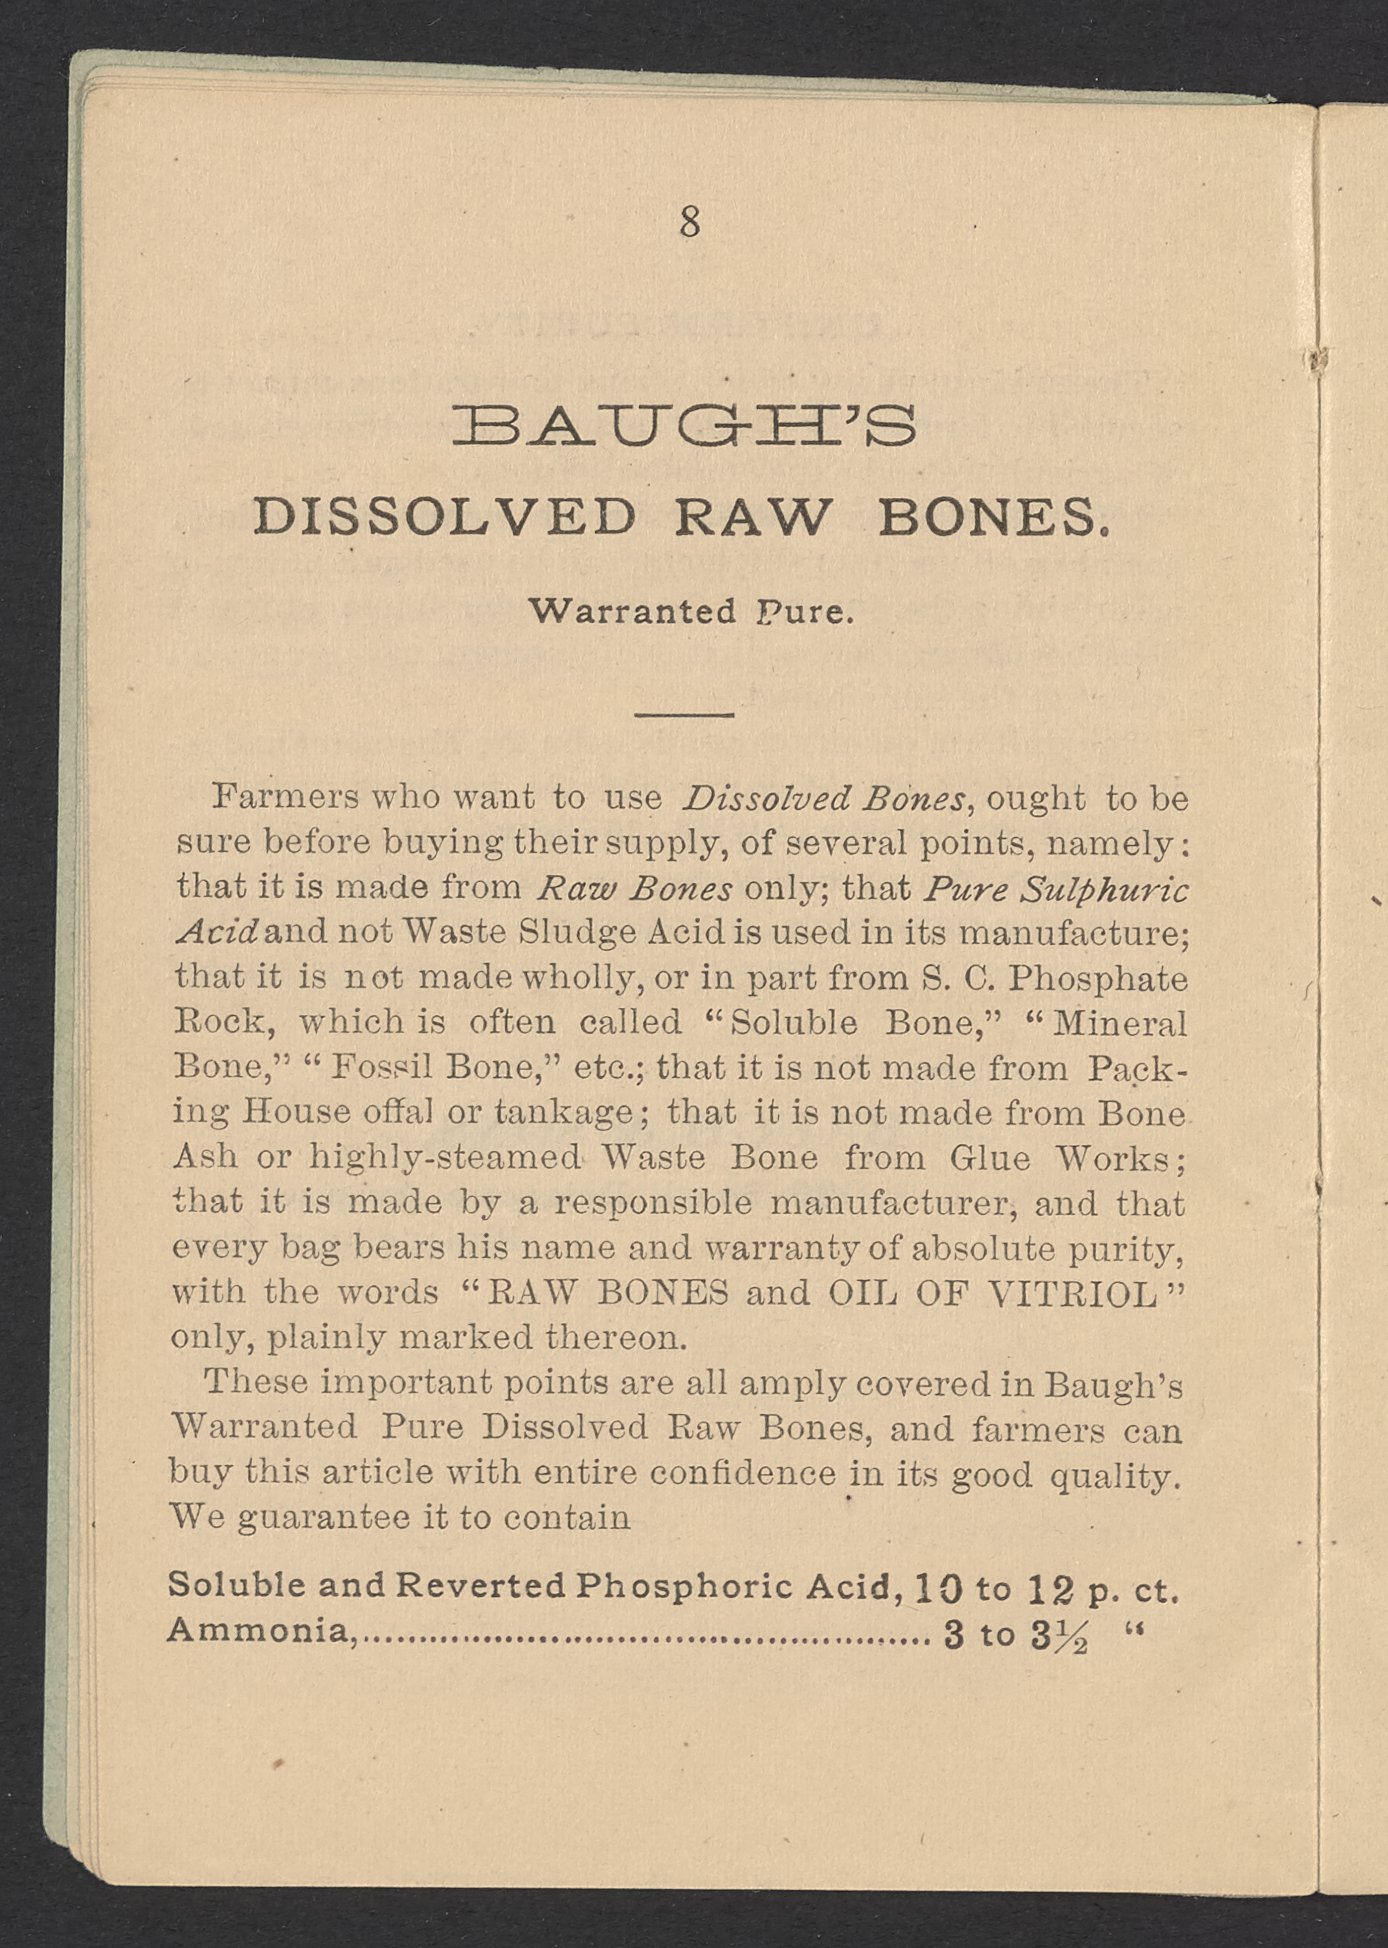 8
BAUGH'S
DISSOLVED RAW BONES.
Warranted Pure.
Farmers who want to use Dissolved Bones, ought to be
sure before buying their supply, of several points, namely:
that it is made from Raw Bones only; that Pure Sulphuric
Acid and not Waste Sludge Acid is used in its manufacture;
that it is not made wholly, or in part from S. C. Phosphate
Rock, which is often called “Soluble Bone,” “Mineral
Bone,” “Fossil Bone,” etc.; that it is not made from Pack-
ing House offal or tankage; that it is not made from Bone
Ash or highly-steamed Waste Bone from Glue Works;
that it is made by a responsible manufacturer, and that
every bag bears his name and warranty of absolute purity,
with the words “RAW BONES and OIL OF VITRIOL”
only, plainly marked thereon.
These important points are all amply covered in Baugh's
Warranted Pure Dissolved Raw Bones, and farmers can
buy this article with entire confidence in its good quality.
We guarantee it to contain
Soluble and Reverted Phosphoric Acid, 10 to 12 p. ct.
Ammonia,.................................................. 3 to 3½ “